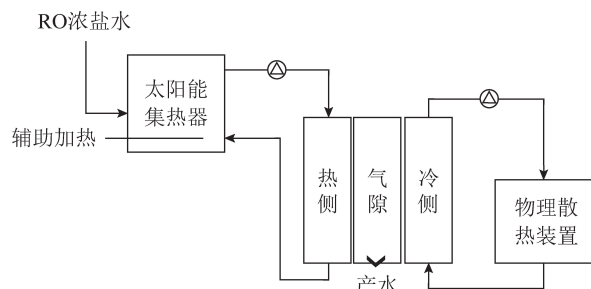 RO浓盐水
太阳能
集热器
辅助加热
热
侧
气
隙
冷
侧
物理散
热装置
产水